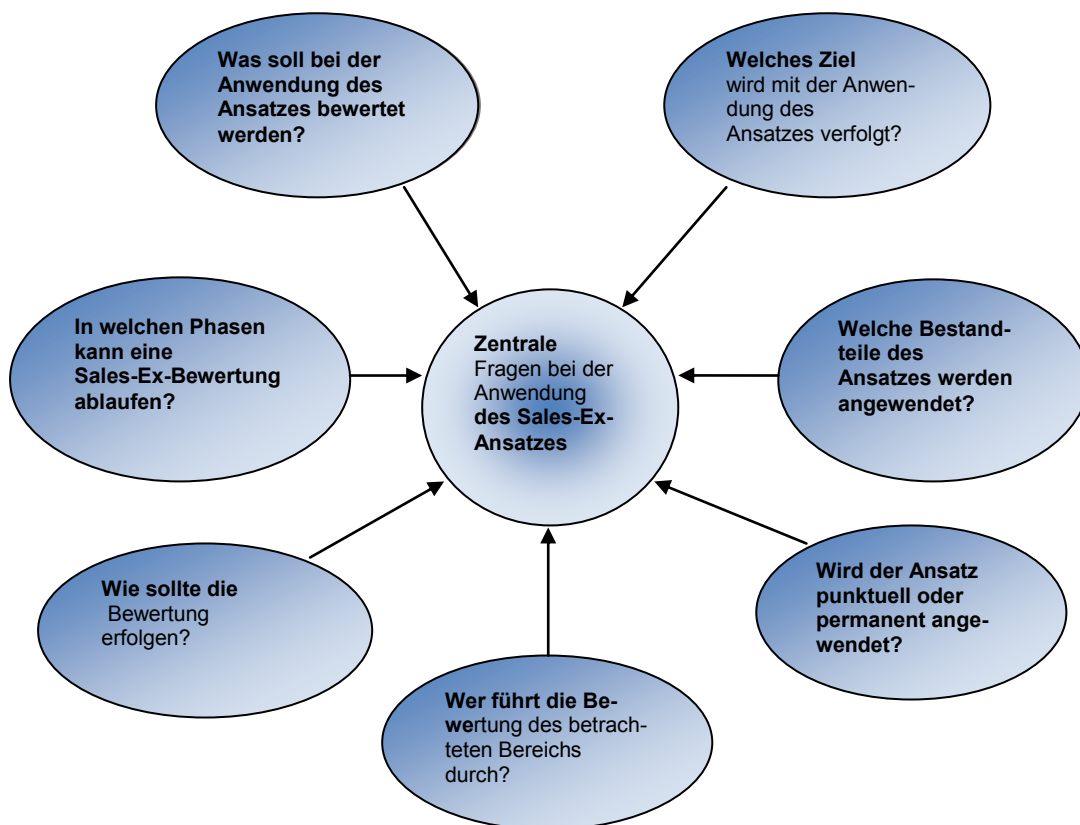 Was soll bei der
Anwendung des
Ansatzes bewertet
werden?
Welches Ziel
wird mit der Anwen-
dung des
Ansatzes verfolgt?
In welchen Phasen
kann eine
Sales-Ex-Bewertung
ablaufen?
Zentrale
Fragen bei der
Anwendung
des Sales-Ex-
Ansatzes
Welche Bestand-
teile des
Ansatzes werden
angewendet?
Wie sollte die
Bewertung
erfolgen?
Wird der Ansatz
punktuell oder
permanent ange-
wendet?
Wer führt die Be-
wertung des betrach-
teten Bereichs
durch?